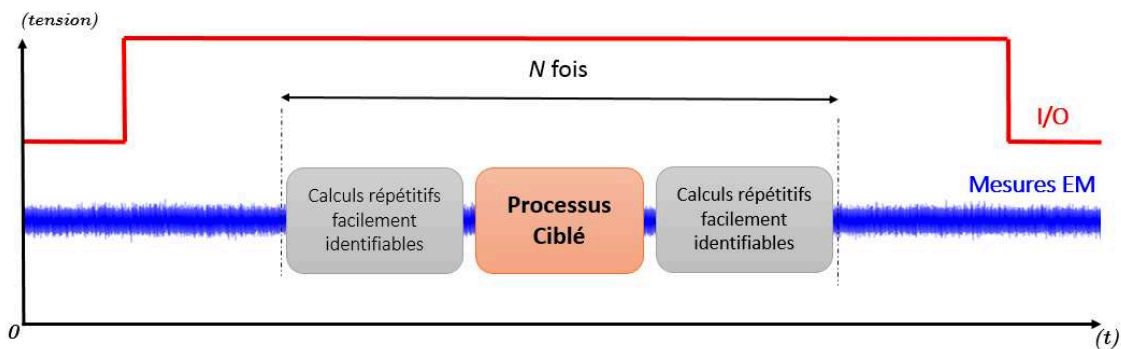 (tension)
N fois
I/O
Mesures EM
Calculs répétitifs
facilement
identifiables
Processus
Ciblé
Calculs répétitifs
facilement
identifiables
0
(t)